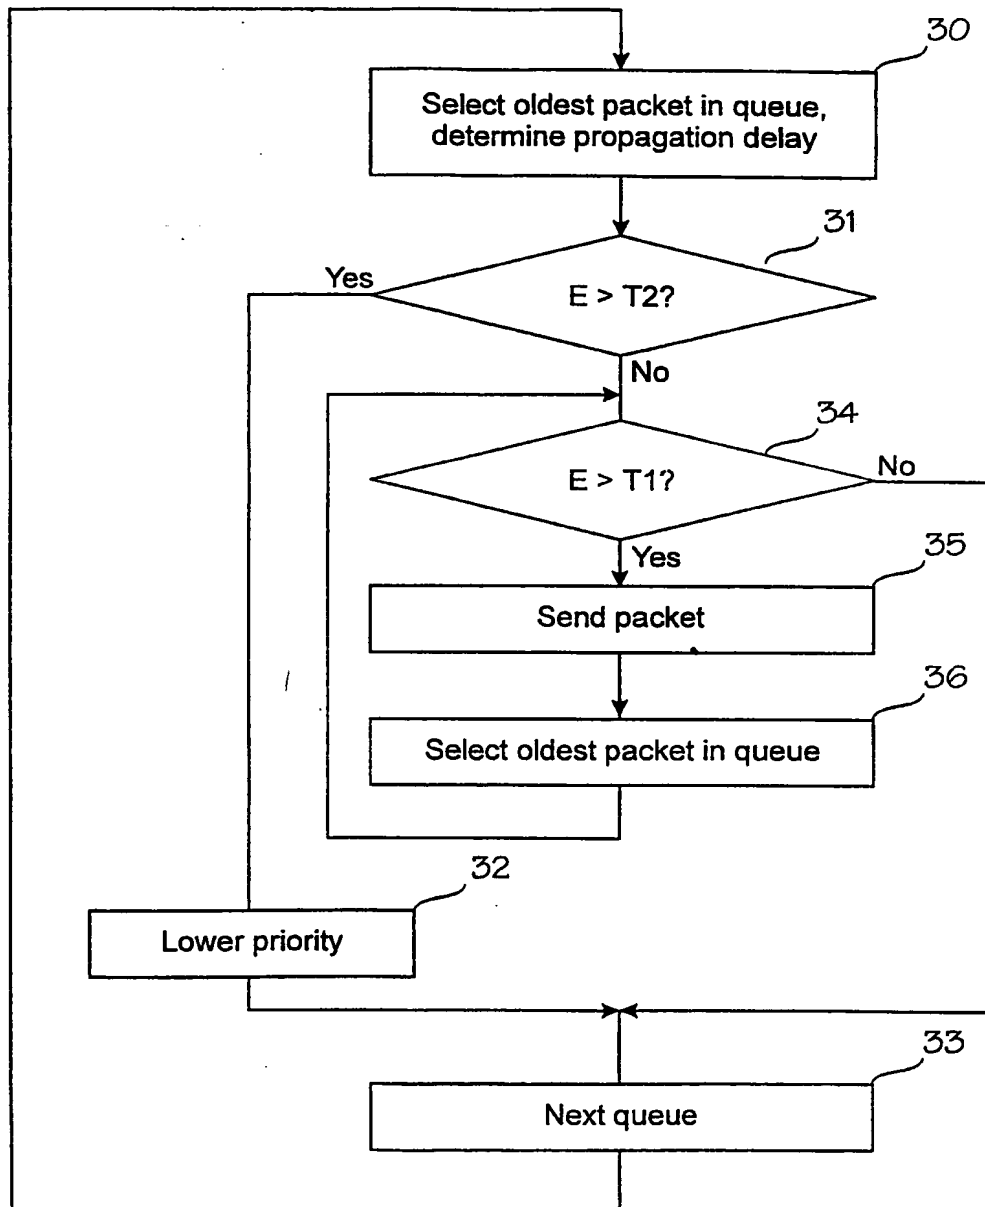 30
Select oldest packet in queue,
determine propagation delay
31
Yes
E > T2?
No
34
No
E > T1?
Yes
35
Send packet
36
Select oldest packet in queue
32
Lower priority
33
Next queue